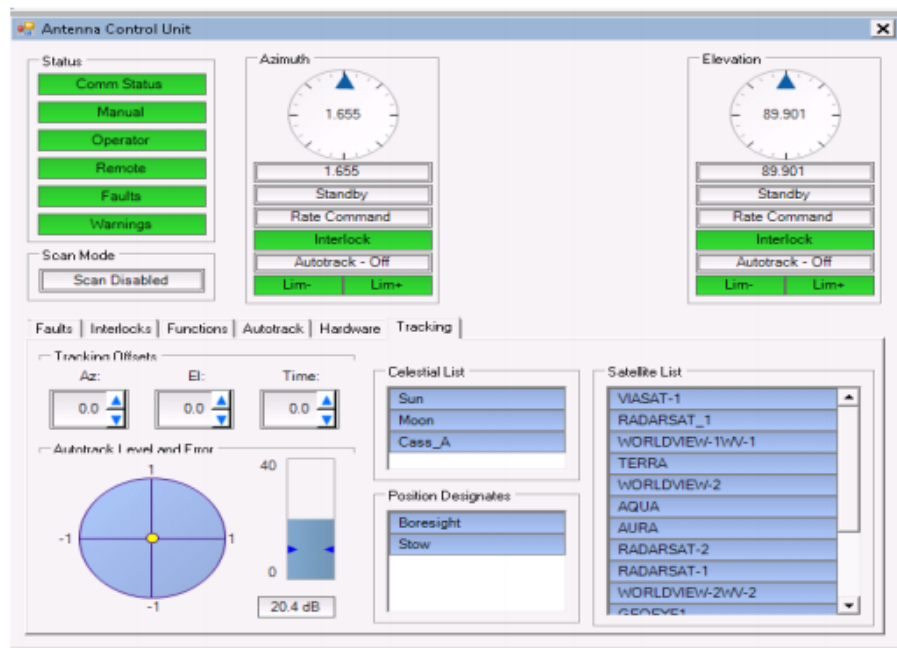 Antenna Control Unit
Status
Comm Status
Manual
Operator
Remote
Faults
Warnings
Scan Mode
Scan Disabled
Azimuth
1.655
1.655
Standby
Rate Command
Interlock
Autotrack - Off
Lim- Lim+
Elevation
89.901
89.901
Standby
Rate Command
Interlock
Autotrack - Off
Lim- Lim+
Faults Interlocks Functions Autotrack Hardware Tracking
Tracking Offsets
Az: El: Time:
0.0 0.0 0.0
Autotrack Level and Error
1
-1 1
-1
40
0
20.4 dB
Celestial List
Sun
Moon
Cass_A
Position Designates
Boresight
Stow
Satellite List
VIASAT-1
RADARSAT_1
WORLDVIEW-1WV-1
TERRA
WORLDVIEW-2
AQUA
AURA
RADARSAT-2
RADARSAT-1
WORLDVIEW-2WV-2
GEOEYE1